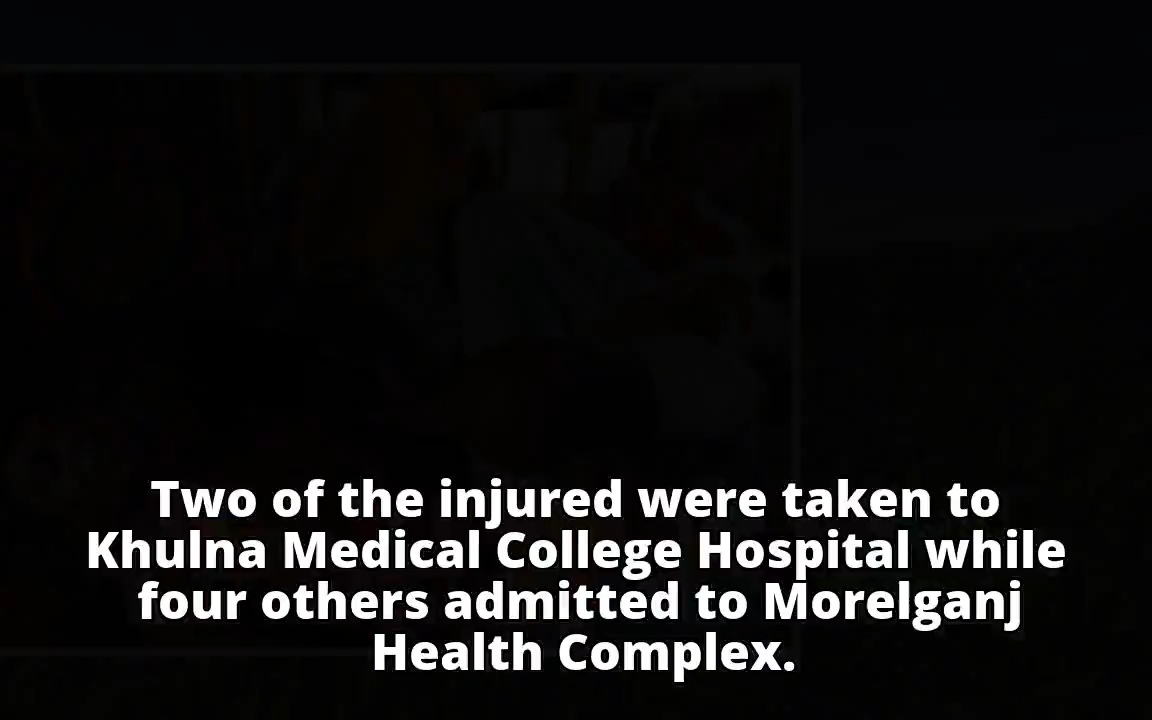 Two of the injured were taken to
Khulna Medical College Hospital while
four others admitted to Morelganj
Health Complex.